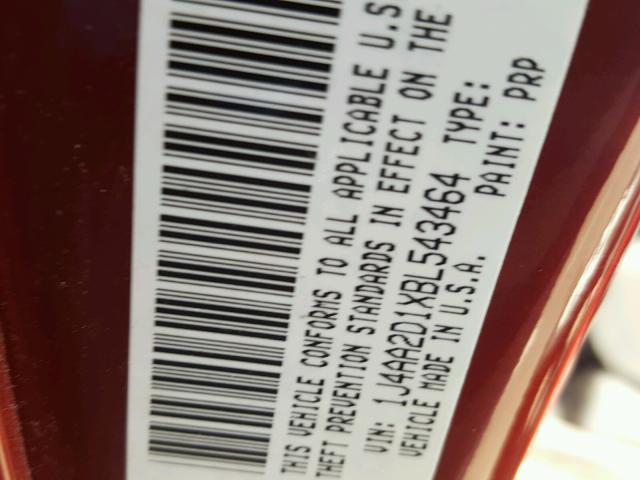 THIS VEHICLE CONFORMS TO ALL APPLICABLE U.S
THEFT PREVENTION STANDARDS IN EFFECT ON THE
VIN: 1J4AA2D1XBL543464 TYPE:
VEHICLE MADE IN U.S.A. PAINT: PRP